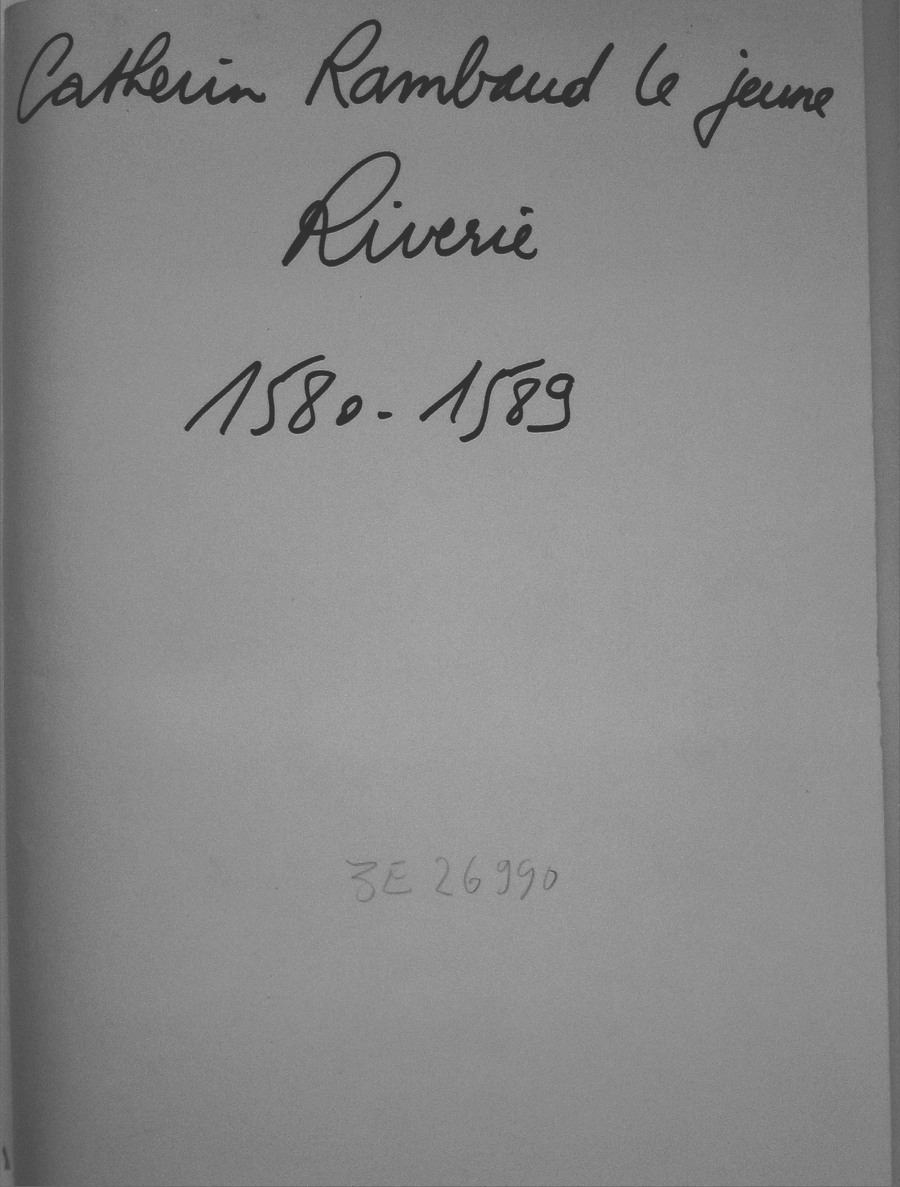 Catherin Rambaud le jeune
Riverie
1580-1589
3E 26990